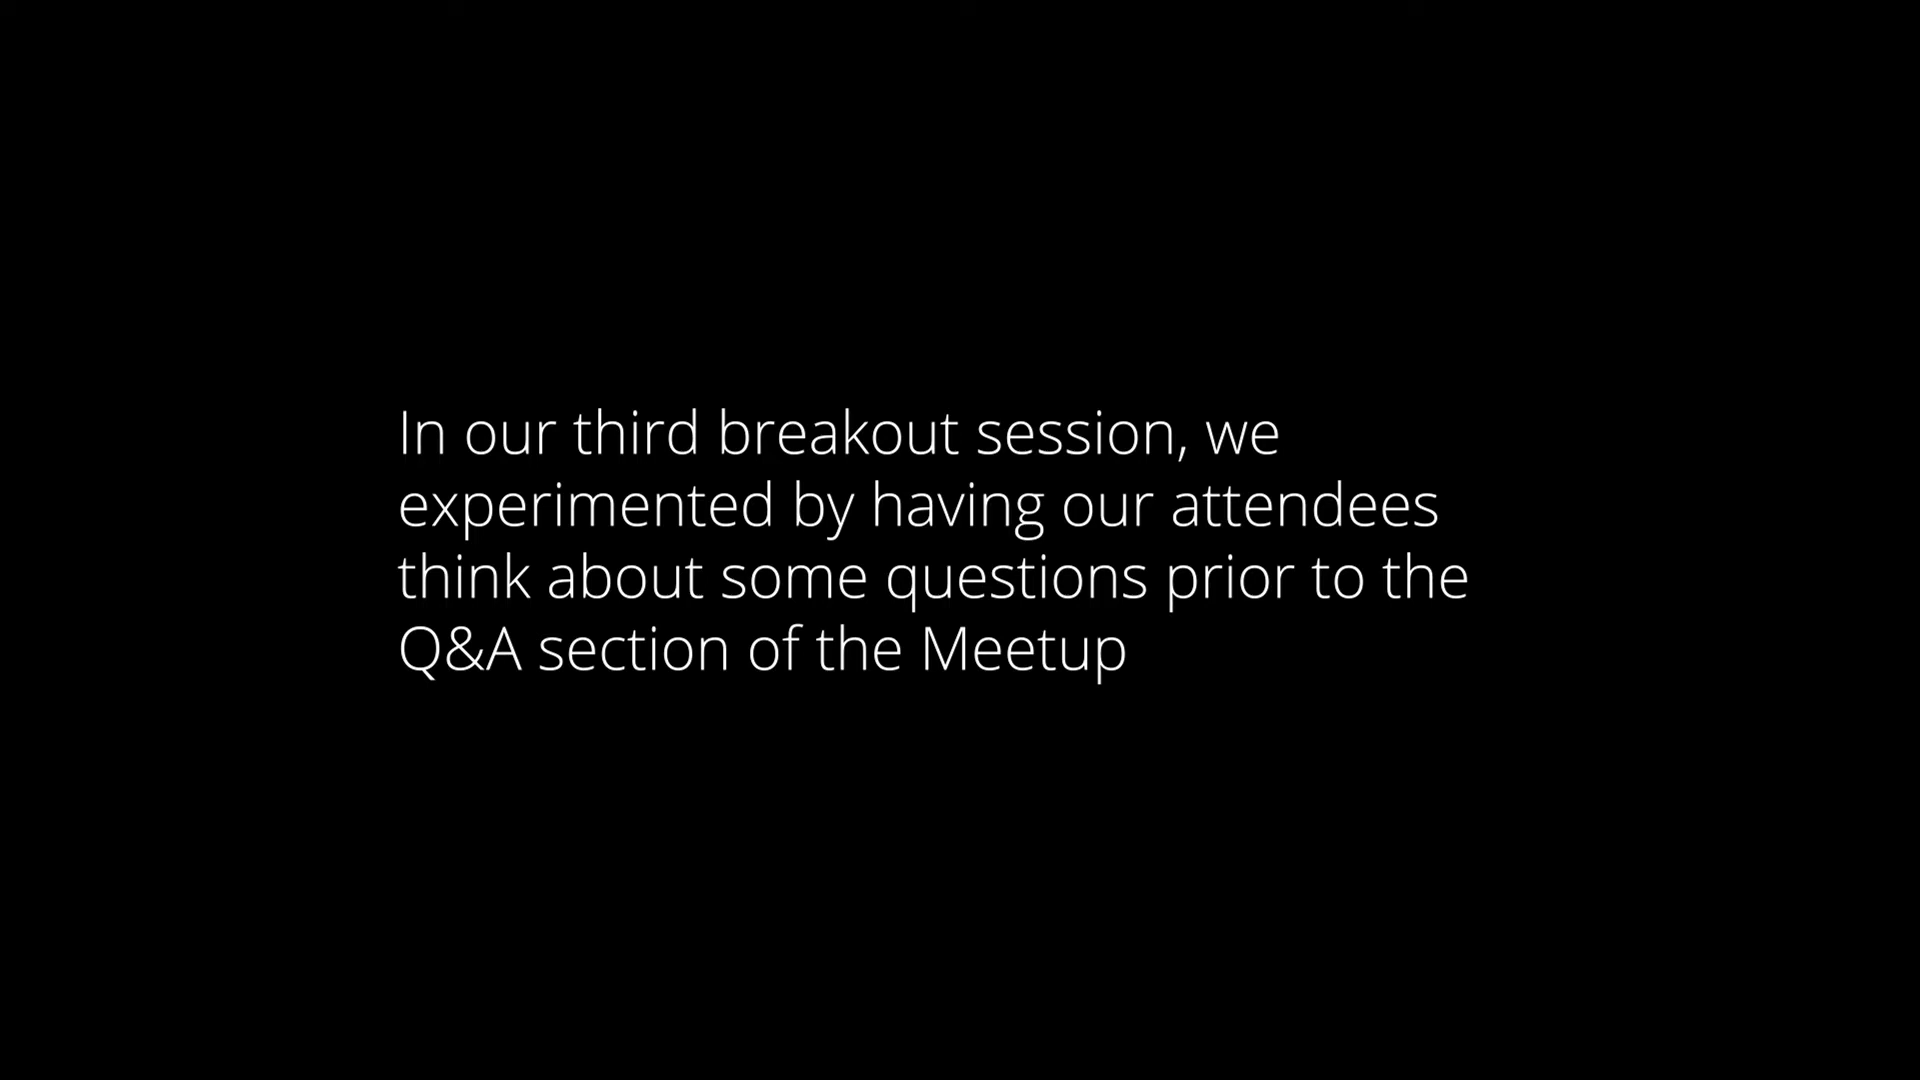 In our third breakout session, we
experimented by having our attendees
think about some questions prior to the
Q&A section of the Meetup